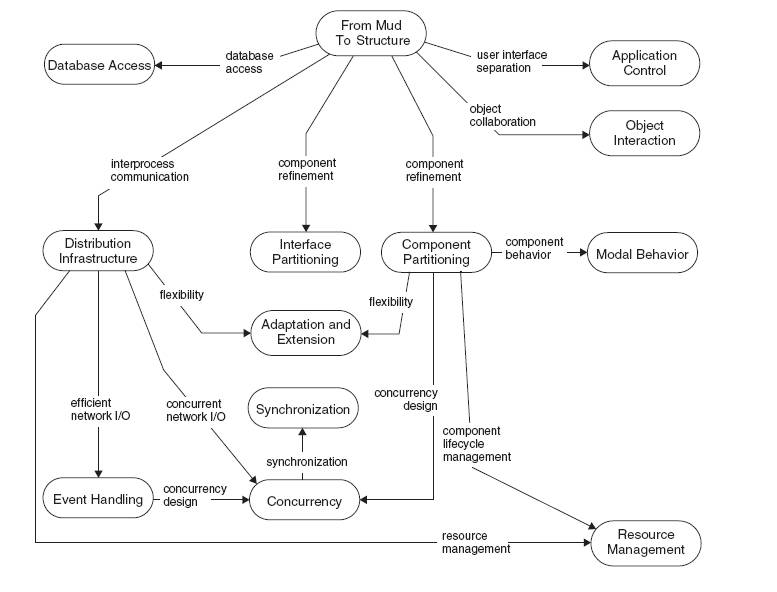 From Mud
To Structure
database
access
Database Access
user interface
separation
Application
Control
object
collaboration
Object
Interaction
interprocess
communication
component
refinement
component
refinement
Distribution
Infrastructure
Interface
Partitioning
Component
Partitioning
component
behavior
Modal Behavior
flexibility
flexibility
Adaptation and
Extension
efficient
network I/O
concurrent
network I/O
Synchronization
concurrency
design
component
lifecycle
management
synchronization
Event Handling
concurrency
design
Concurrency
resource
management
Resource
Management